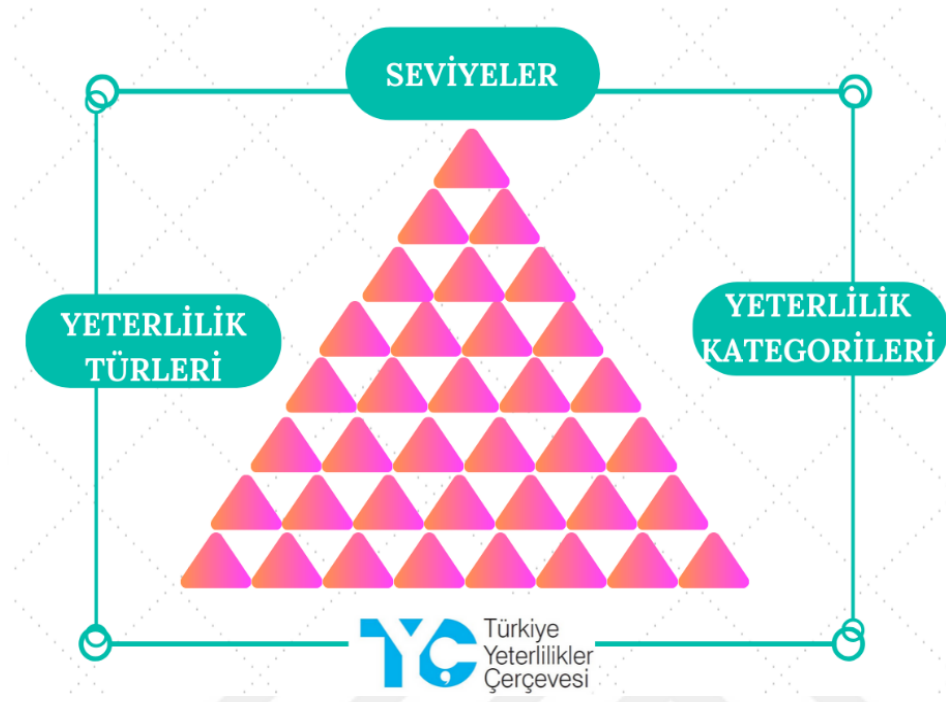 SEVİYELER
YETERLİLİK
TÜRLERİ
YETERLİLİK
KATEGORİLERİ
TYÇ
Türkiye
Yeterlilikler
Çerçevesi